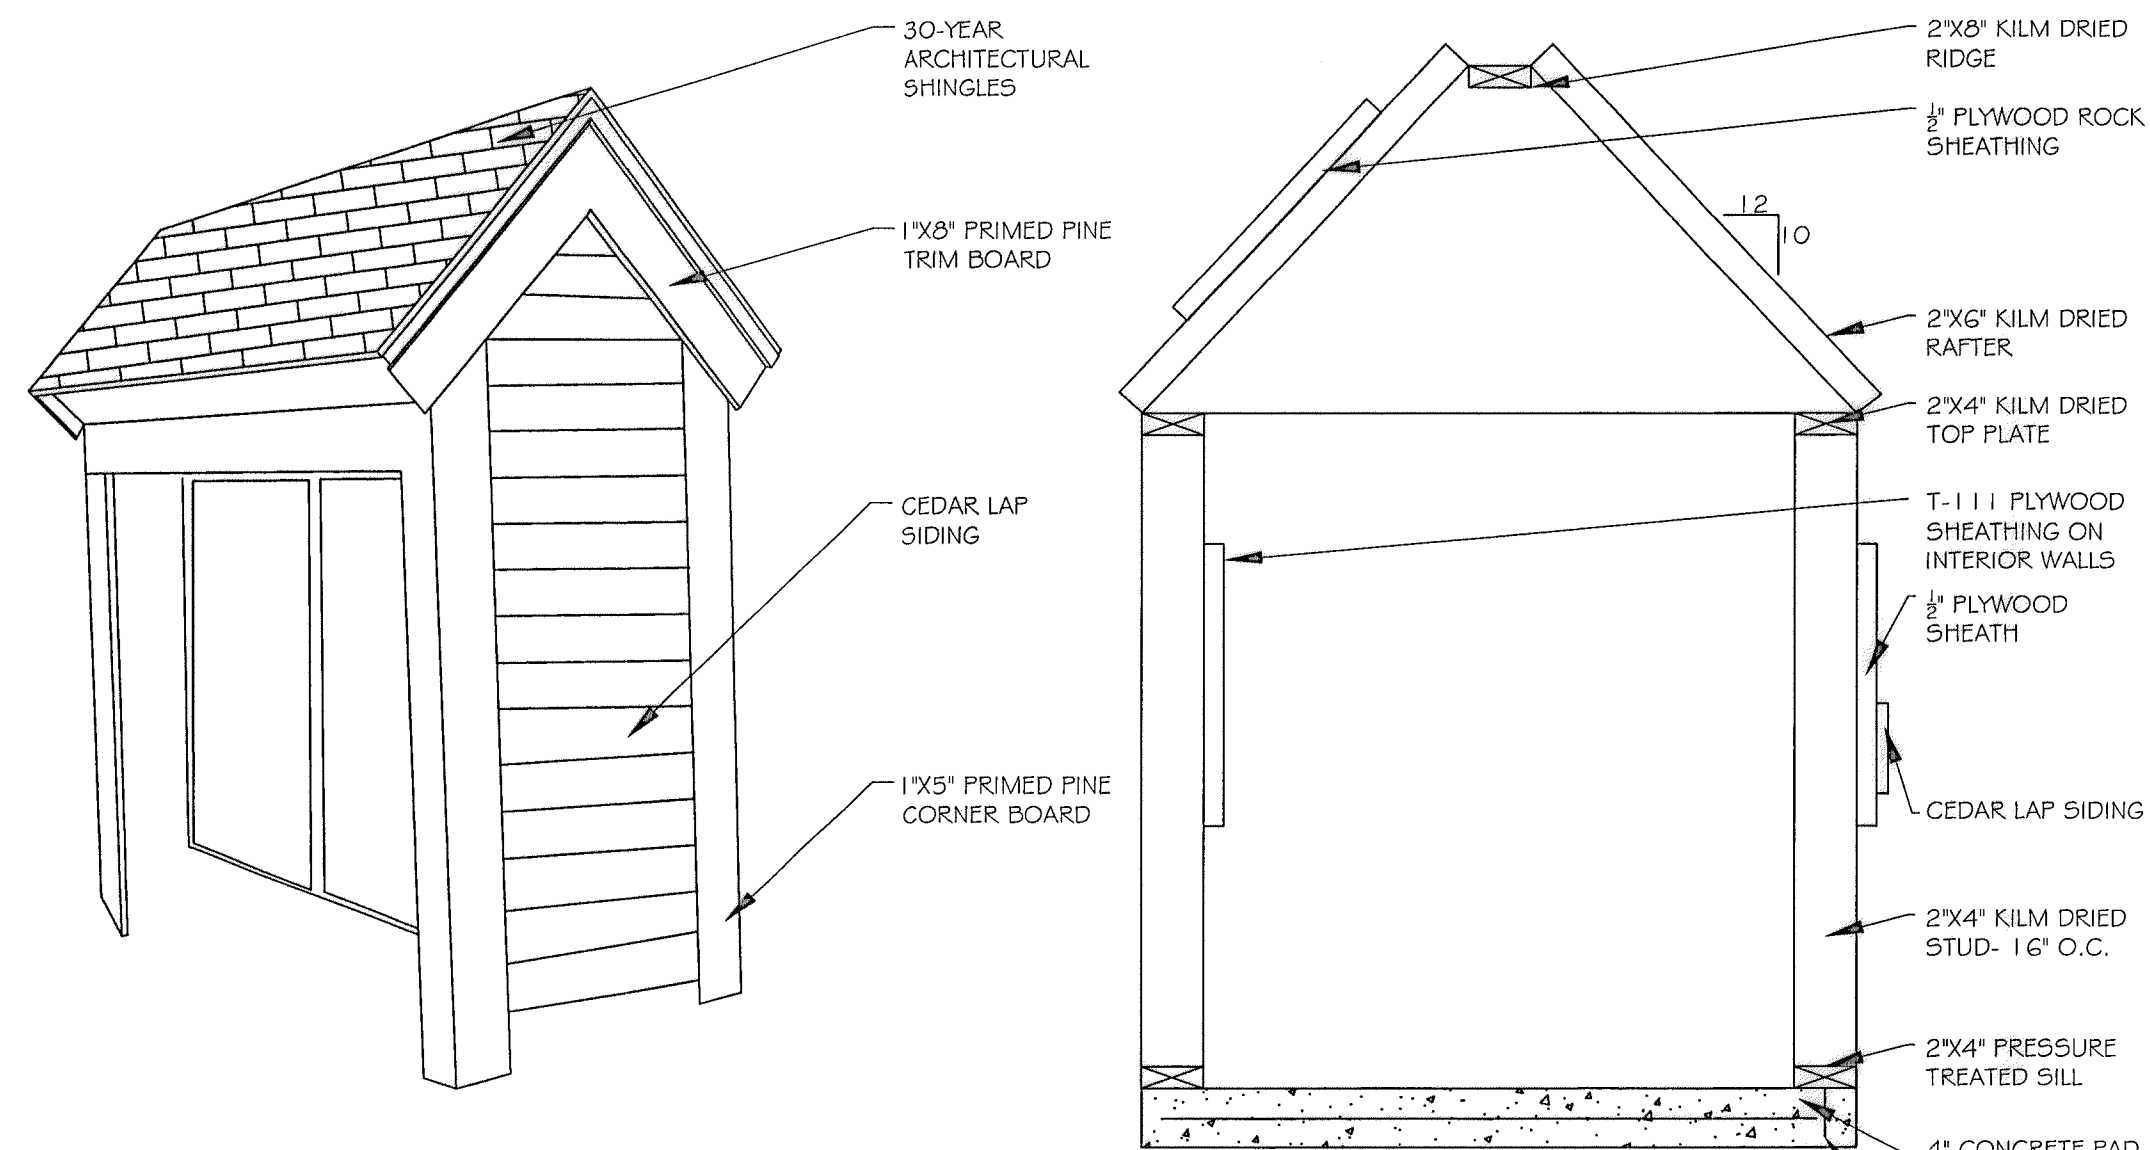 30-YEAR
ARCHITECTURAL
SHINGLES
1"X8" PRIMED PINE
TRIM BOARD
CEDAR LAP
SIDING
1"X5" PRIMED PINE
CORNER BOARD
2"X8" KILM DRIED
RIDGE
½" PLYWOOD ROCK
SHEATHING
12
10
2"X6" KILM DRIED
RAFTER
2"X4" KILM DRIED
TOP PLATE
T-111 PLYWOOD
SHEATHING ON
INTERIOR WALLS
½" PLYWOOD
SHEATH
CEDAR LAP SIDING
2"X4" KILM DRIED
STUD- 16" O.C.
2"X4" PRESSURE
TREATED SILL
4" CONCRETE PAD